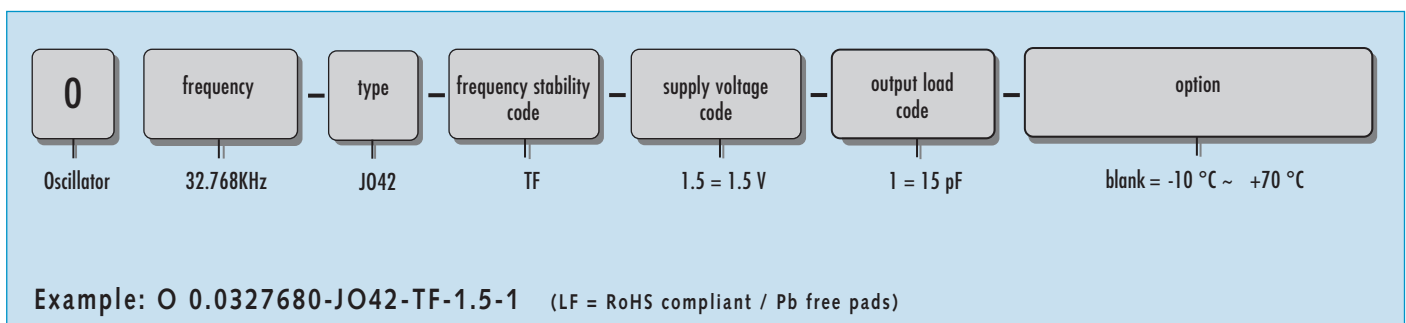 O frequency – type – frequency stability code – supply voltage code – output load code – option
Oscillator 32.768KHz JO42 TF 1.5 = 1.5 V 1 = 15 pF blank = -10 °C ~ +70 °C
Example: O 0.0327680-JO42-TF-1.5-1 (LF = RoHS compliant / Pb free pads)